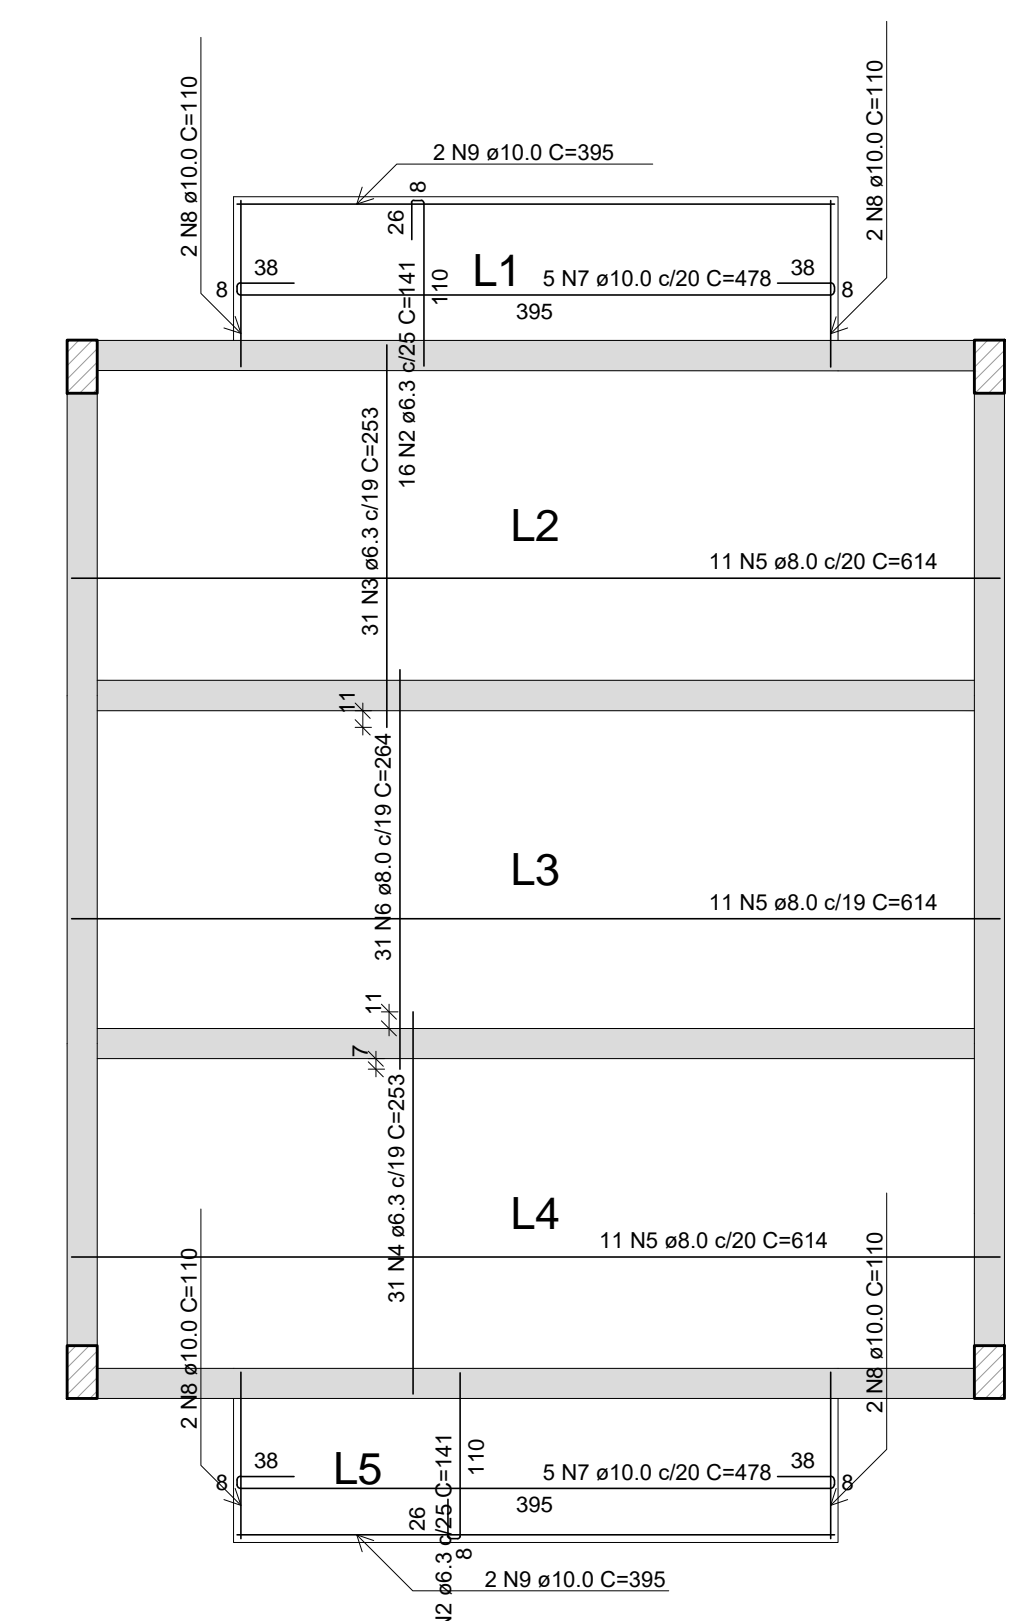 2 N8 ø10.0 C=110
2 N8 ø10.0 C=110
2 N9 ø10.0 C=395
8
26
L1
110
16 N2 ø6.3 c/25 C=141
38
8
5 N7 ø10.0 c/20 C=478
38
8
395
31 N3 ø6.3 c/19 C=253
L2
11 N5 ø8.0 c/20 C=614
11
31 N6 ø8.0 c/19 C=264
L3
11 N5 ø8.0 c/19 C=614
11
7
31 N4 ø6.3 c/19 C=253
L4
11 N5 ø8.0 c/20 C=614
2 N8 ø10.0 C=110
2 N8 ø10.0 C=110
L5
110
N2 ø6.3 c/25 C=141
38
8
5 N7 ø10.0 c/20 C=478
38
8
395
26
8
2 N9 ø10.0 C=395